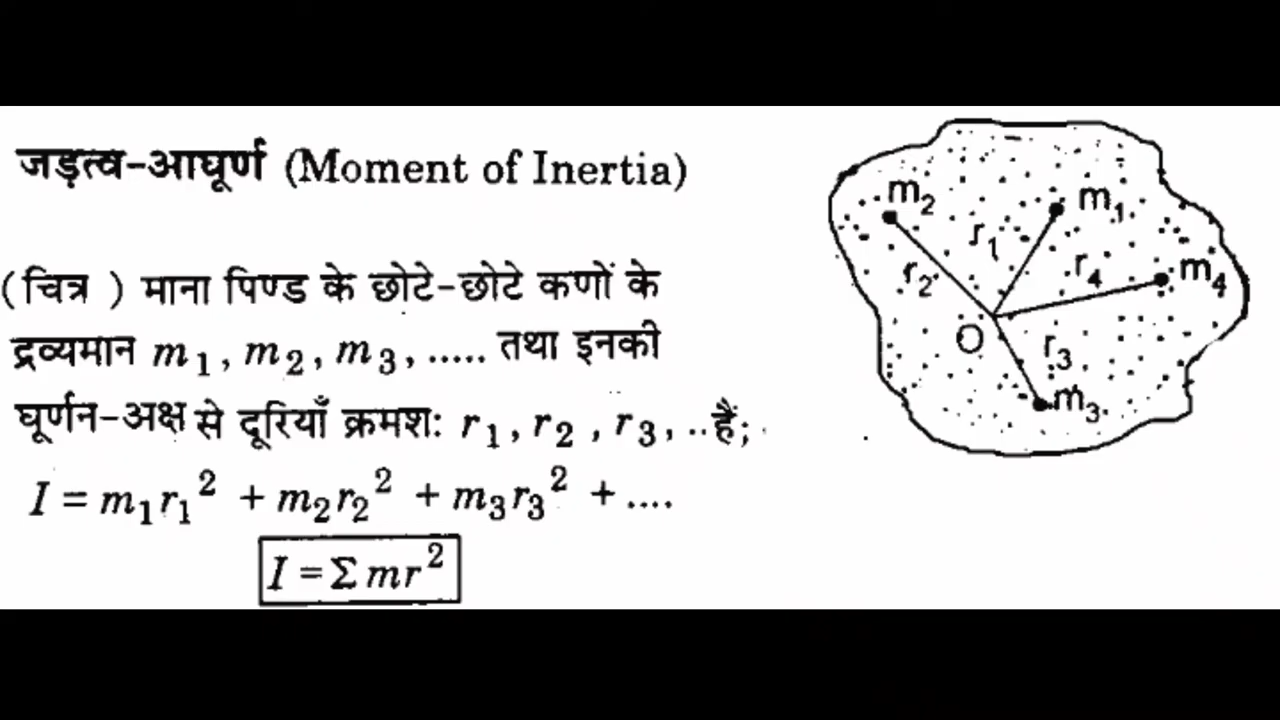 जड़त्व-आघूर्ण (Moment of Inertia)
(चित्र ) माना पिण्ड के छोटे-छोटे कणों के
द्रव्यमान m₁, m₂, m₃, ..... तथा इनकी
घूर्णन-अक्ष से दूरियाँ क्रमशः r₁, r₂, r₃, .. हैं;
I = m₁r₁² + m₂r₂² + m₃r₃² + ....
I = Σ mr²
m₂
m₁
r₁
r₂
r₄
m₄
O
r₃
m₃